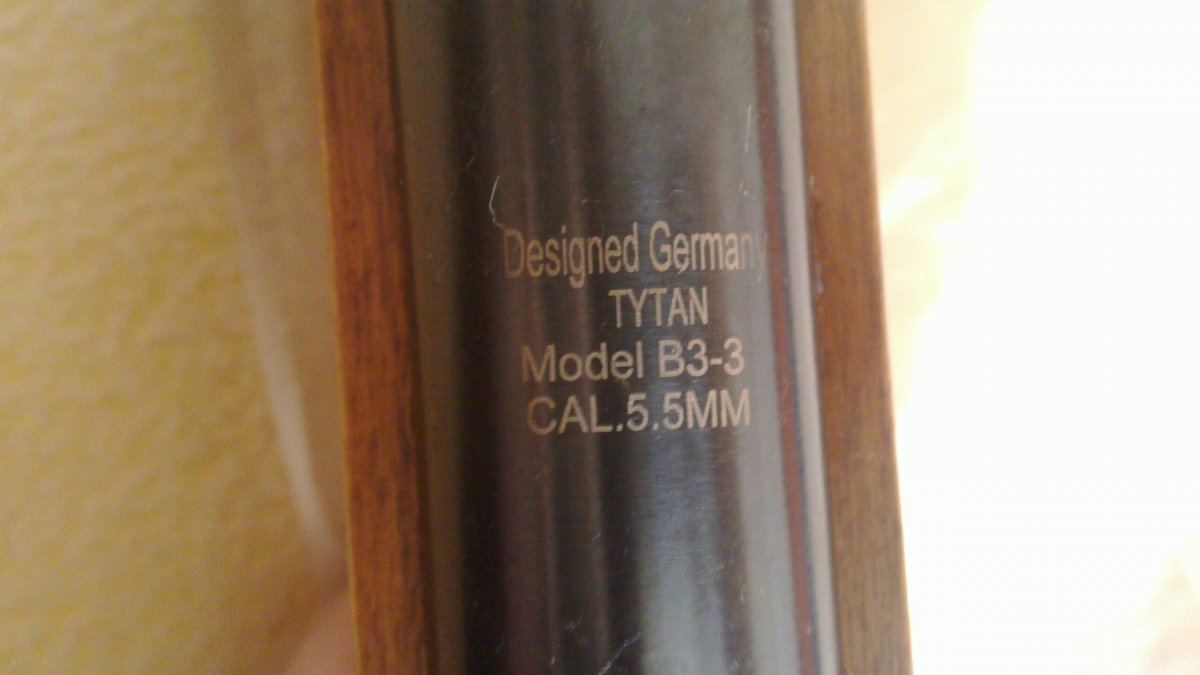 Designed Germany
TYTAN
Model B3-3
CAL.5.5MM